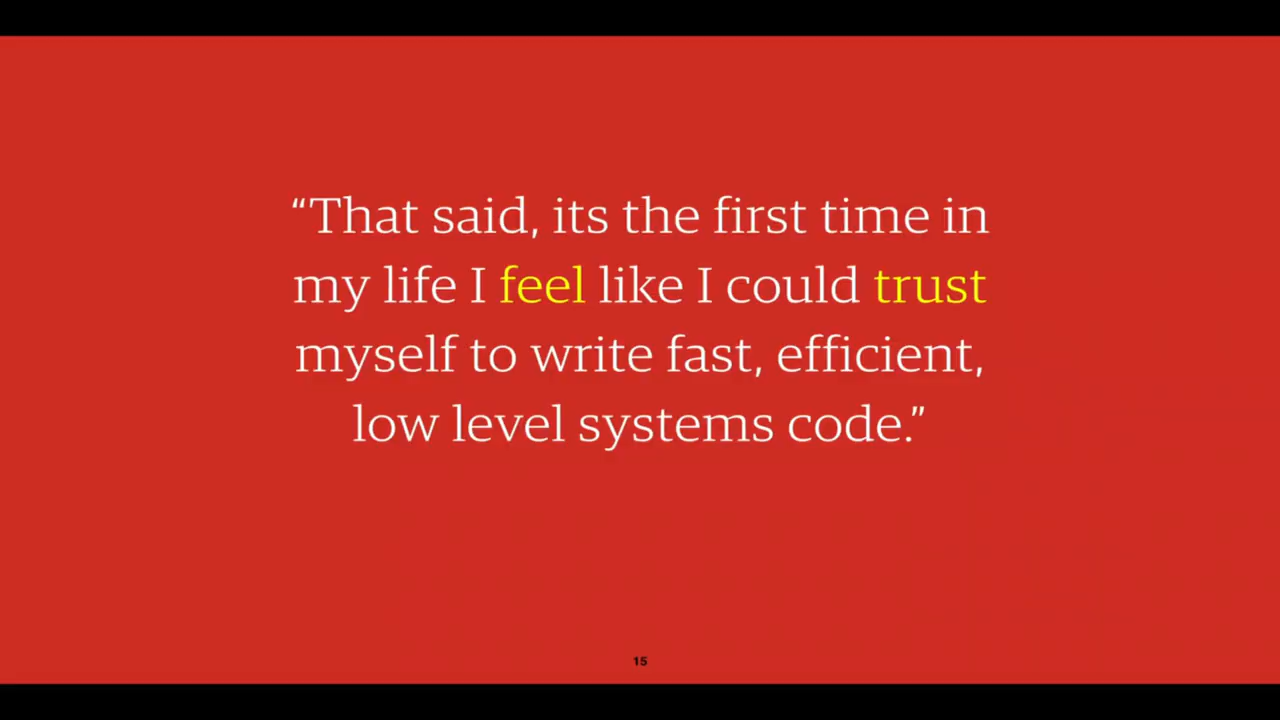 “That said, its the first time in
my life I feel like I could trust
myself to write fast, efficient,
low level systems code.”
15